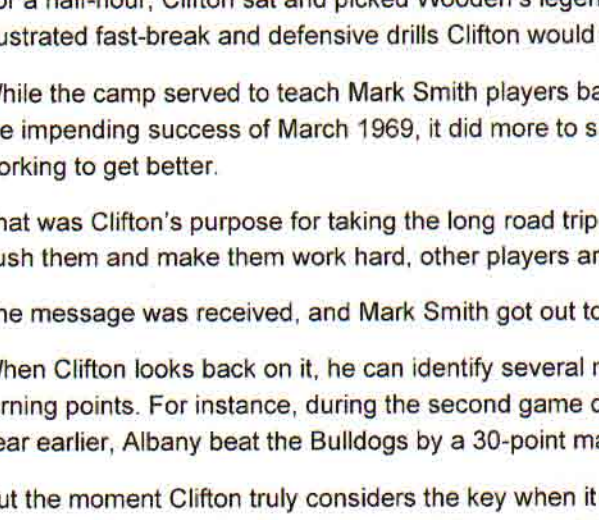 a half-hour, Clifton sat and picked Wooden's
ustrated fast-break and defensive drills Clifton would
hile the camp served to teach Mark Smith players ba
e impending success of March 1969, it did more to s
orking to get better.
hat was Clifton's purpose for taking the long road trip
ush them and make them work hard, other players ar
he message was received, and Mark Smith got out to
hen Clifton looks back on it, he can identify several
rning points. For instance, during the second game
ear earlier, Albany beat the Bulldogs by a 30-point ma
ut the moment Clifton truly considers the key when it